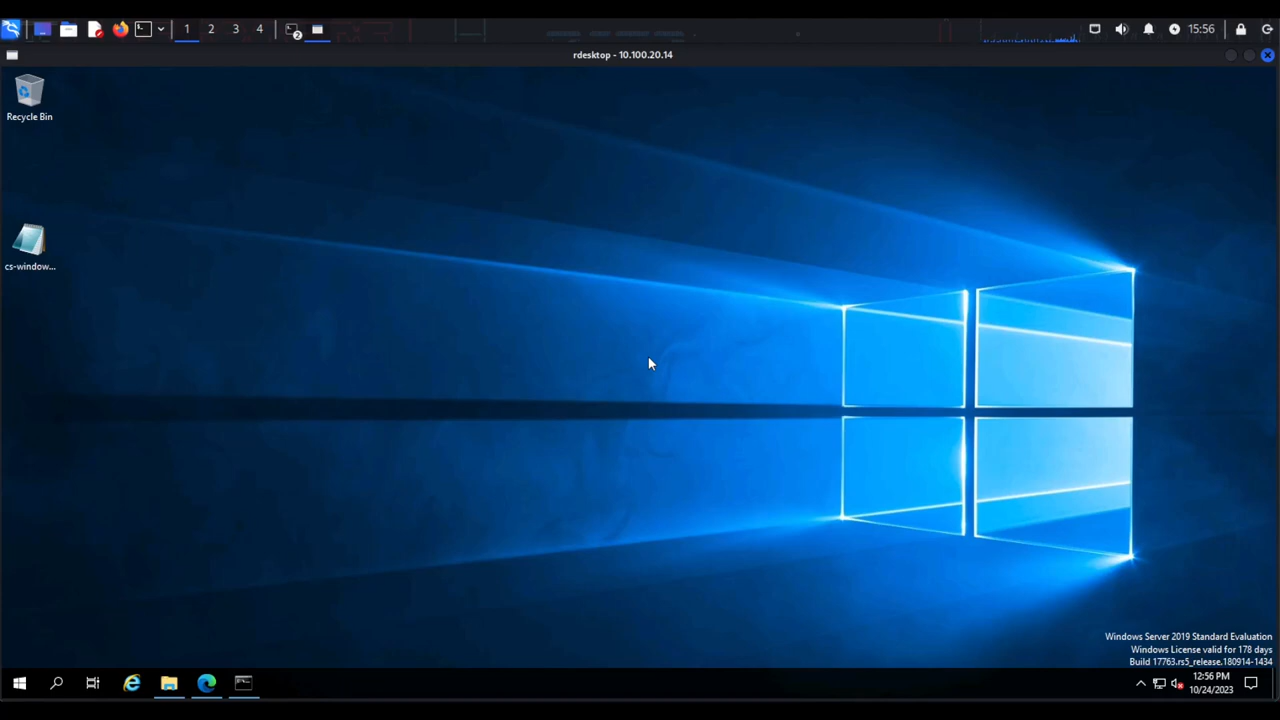 1 2 3 4
2
15:56
rdesktop - 10.100.20.14
Recycle Bin
cs-window...
Windows Server 2019 Standard Evaluation
Windows License valid for 178 days
Build 17763.rs5_release.180914-1434
12:56 PM
10/24/2023